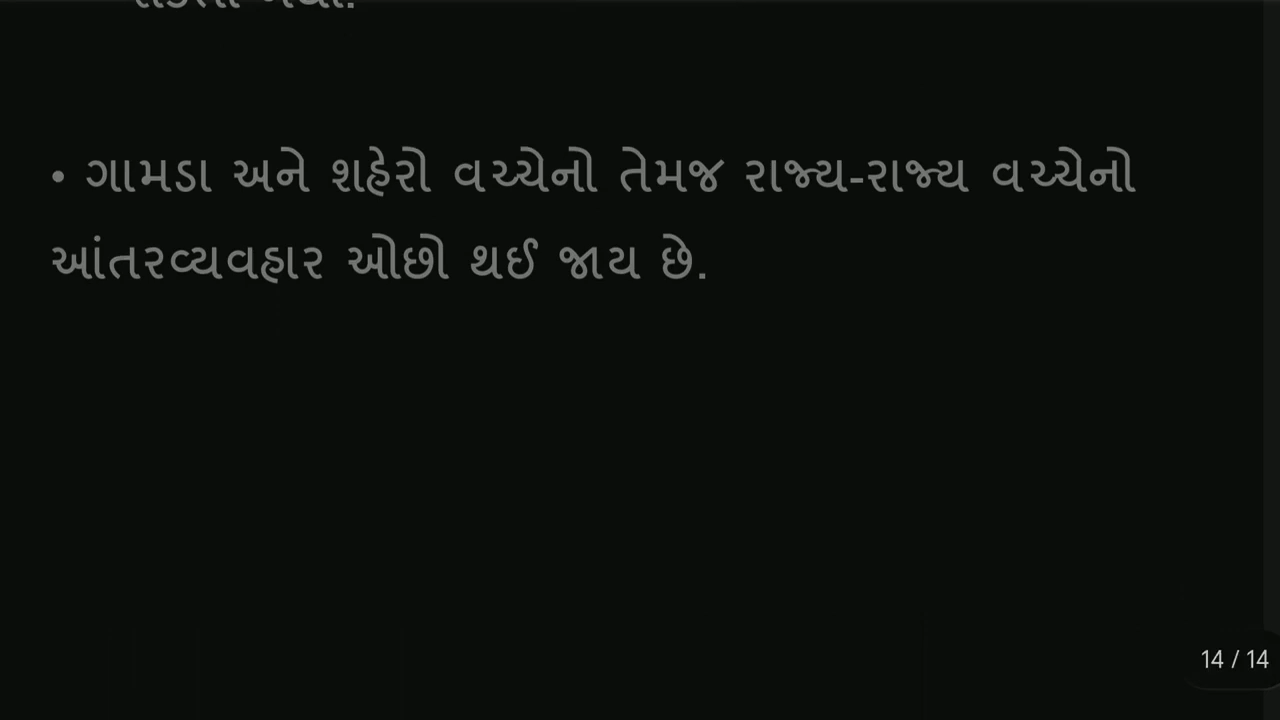 • ગામડા અને શહેરો વચ્ચેનો તેમજ રાજ્ય-રાજ્ય વચ્ચેનો
આંતરવ્યવહાર ઓછો થઈ જાય છે.
14 / 14